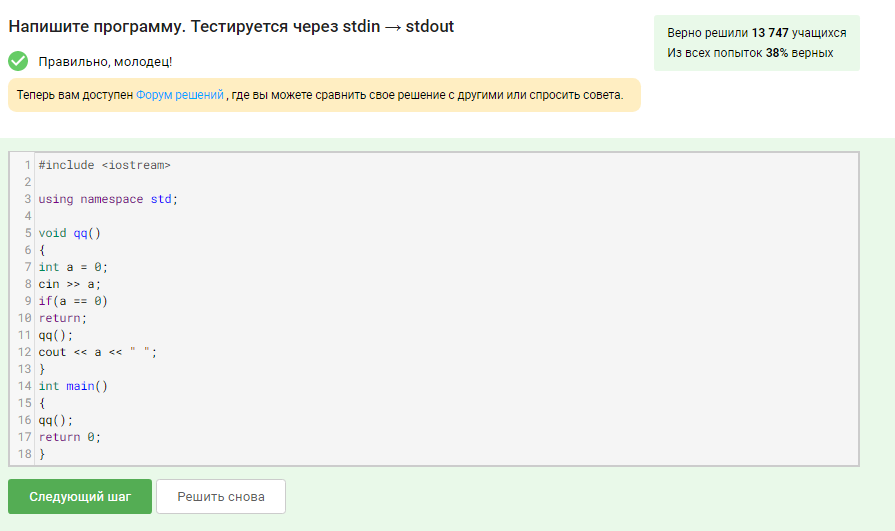 Напишите программу. Тестируется через stdin → stdout
Верно решили 13 747 учащихся
Из всех попыток 38% верных
Правильно, молодец!
Теперь вам доступен Форум решений , где вы можете сравнить свое решение с другими или спросить совета.
1 #include <iostream>
2
3 using namespace std;
4
5 void qq()
6 {
7 int a = 0;
8 cin >> a;
9 if(a == 0)
10 return;
11 qq();
12 cout << a << " ";
13 }
14 int main()
15 {
16 qq();
17 return 0;
18 }
Следующий шаг
Решить снова